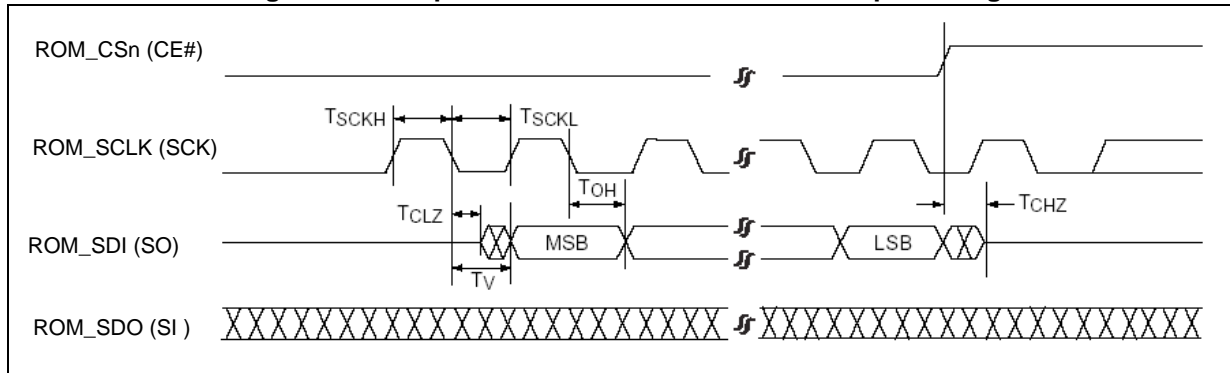 ROM_CSn (CE#)
TSCKH
TSCKL
ROM_SCLK (SCK)
TOH
TCLZ
TCHZ
ROM_SDI (SO)
MSB
LSB
TV
ROM_SDO (SI )